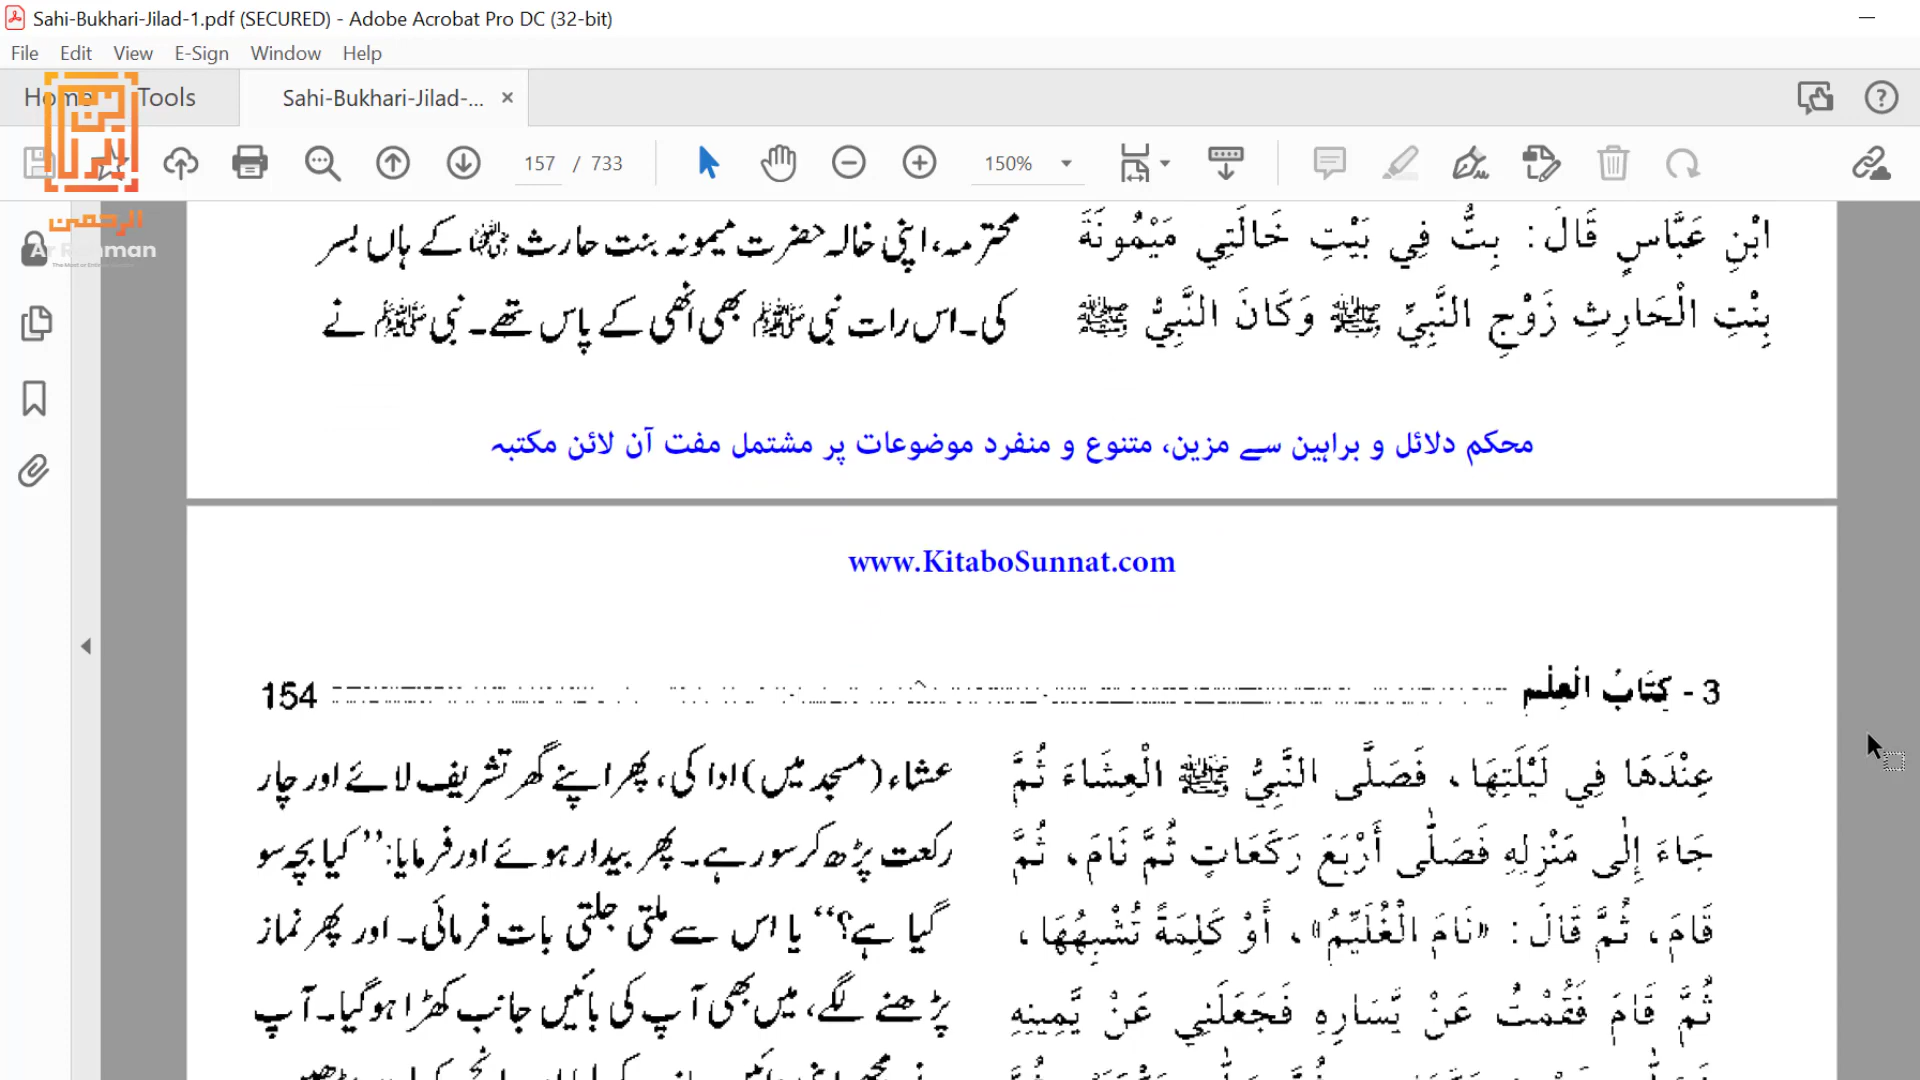 Sahi-Bukhari-Jilad-1.pdf (SECURED) - Adobe Acrobat Pro DC (32-bit)
File Edit View E-Sign Window Help
Home Tools Sahi-Bukhari-Jilad-... ×
157 / 733 150%
الرحمن
Ar Rahman
ابْنِ عَبَّاسٍ قَالَ: بِتُّ فِي بَيْتِ خَالَتِي مَيْمُونَةَ
بِنْتِ الْحَارِثِ زَوْجِ النَّبِيِّ ﷺ وَكَانَ النَّبِيُّ ﷺ
محترمہ، اپنی خالہ حضرت میمونہ بنت حارث ؓ کے ہاں بسر
کی۔ اس رات نبی ﷺ بھی انھی کے پاس تھے۔ نبی ﷺ نے
محکم دلائل و براہین سے مزین، متنوع و منفرد موضوعات پر مشتمل مفت آن لائن مکتبہ
www.KitaboSunnat.com
3 - كِتَابُ الْعِلْمِ 154
عِنْدَهَا فِي لَيْلَتِهَا، فَصَلَّى النَّبِيُّ ﷺ الْعِشَاءَ ثُمَّ
جَاءَ إِلٰى مَنْزِلِهِ فَصَلّٰى أَرْبَعَ رَكَعَاتٍ ثُمَّ نَامَ، ثُمَّ
قَامَ، ثُمَّ قَالَ: «نَامَ الْغُلَيِّمُ»، أَوْ كَلِمَةً تُشْبِهُهَا،
ثُمَّ قَامَ فَقُمْتُ عَنْ يَّسَارِهِ فَجَعَلَنِي عَنْ يَّمِينِهِ
عشاء (مسجد میں) ادا کی، پھر اپنے گھر تشریف لائے اور چار
رکعت پڑھ کر سو رہے۔ پھر بیدار ہوئے اور فرمایا: ’’کیا بچہ سو
گیا ہے؟‘‘ یا اس سے ملتی جلتی بات فرمائی۔ اور پھر نماز
پڑھنے لگے، میں بھی آپ کی بائیں جانب کھڑا ہوگیا۔ آپ